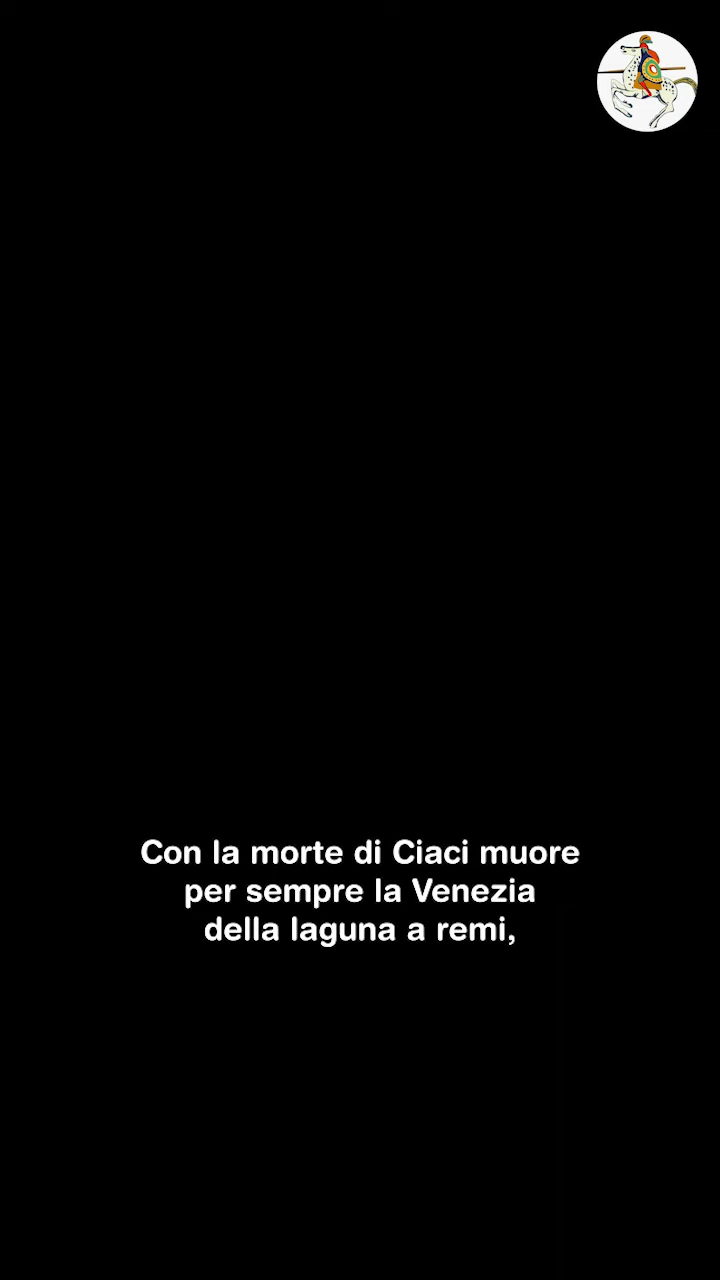 Con la morte di Ciaci muore
per sempre la Venezia
della laguna a remi,